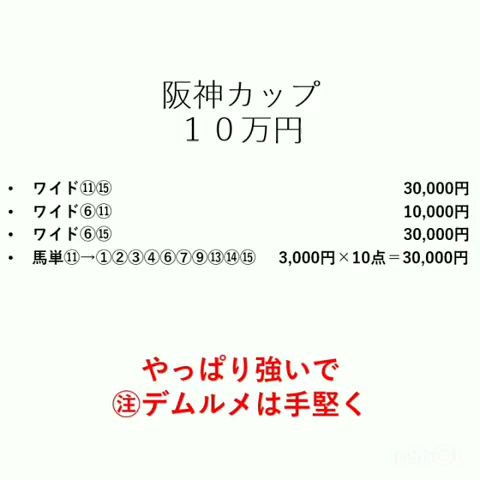 阪神カップ
１０万円
• ワイド⑪⑮ 30,000円
• ワイド⑥⑪ 10,000円
• ワイド⑥⑮ 30,000円
• 馬単⑪→①②③④⑥⑦⑨⑬⑭⑮ 3,000円×10点＝30,000円
やっぱり強いで
㊟デムルメは手堅く